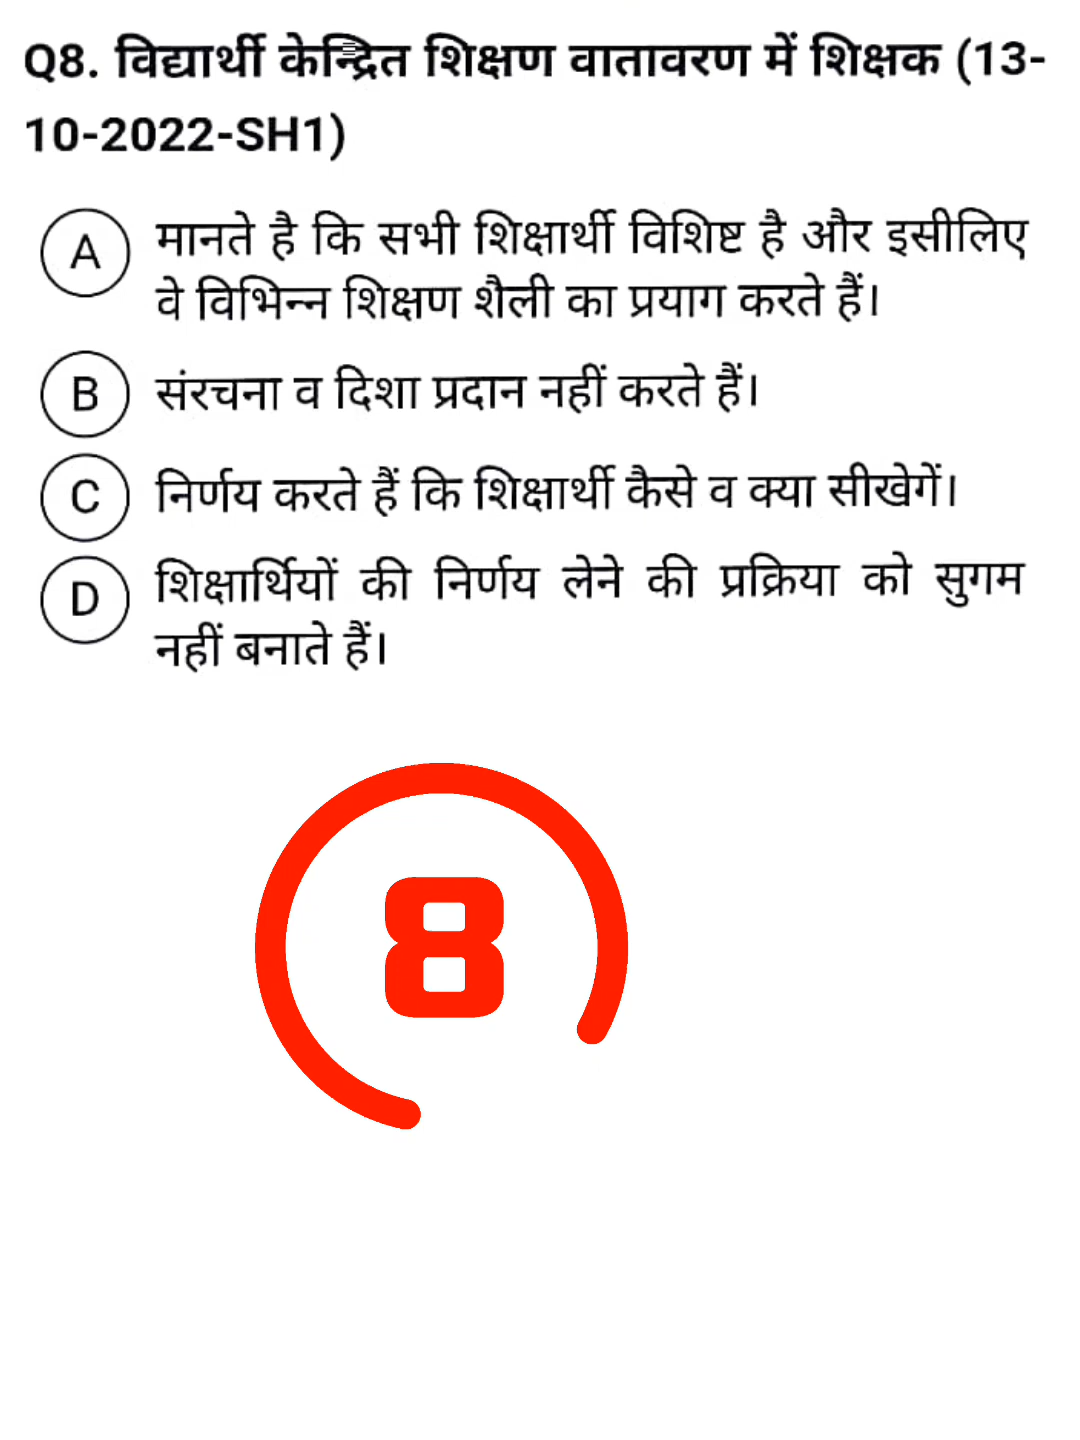 Q8. विद्यार्थी केन्द्रित शिक्षण वातावरण में शिक्षक (13-
10-2022-SH1)
A मानते है कि सभी शिक्षार्थी विशिष्ट है और इसीलिए
वे विभिन्न शिक्षण शैली का प्रयाग करते हैं।
B संरचना व दिशा प्रदान नहीं करते हैं।
C निर्णय करते हैं कि शिक्षार्थी कैसे व क्या सीखेगें।
D शिक्षार्थियों की निर्णय लेने की प्रक्रिया को सुगम
नहीं बनाते हैं।
8